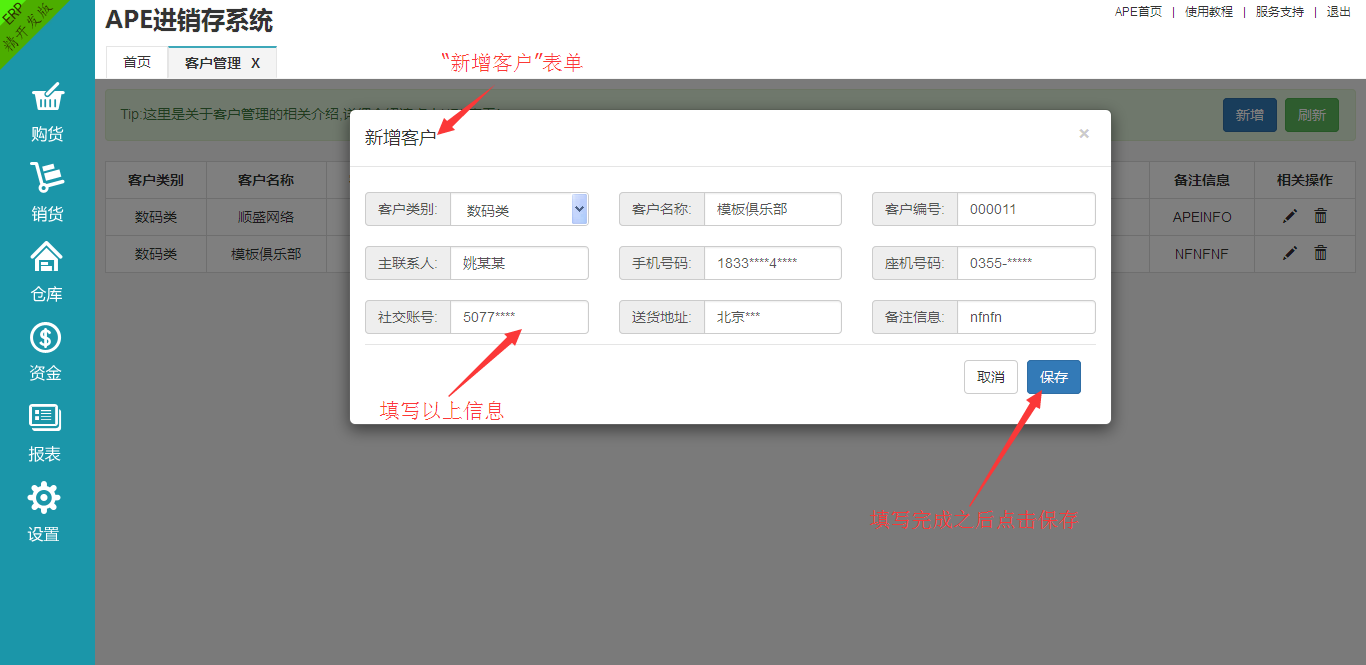 ERP
精开发版
APE进销存系统
APE首页 | 使用教程 | 服务支持 | 退出
首页 客户管理 X
“新增客户”表单
Tip:这里是关于客户管理的相关介绍
新增 刷新
新增客户 ×
客户类别 客户名称 备注信息 相关操作
数码类 顺盛网络 APEINFO
数码类 模板俱乐部 NFNFNF
客户类别: 数码类 客户名称: 模板俱乐部 客户编号: 000011
主联系人: 姚某某 手机号码: 1833****4**** 座机号码: 0355-*****
社交账号: 5077**** 送货地址: 北京*** 备注信息: nfnfn
取消 保存
填写以上信息
填写完成之后点击保存
购货
销货
仓库
资金
报表
设置